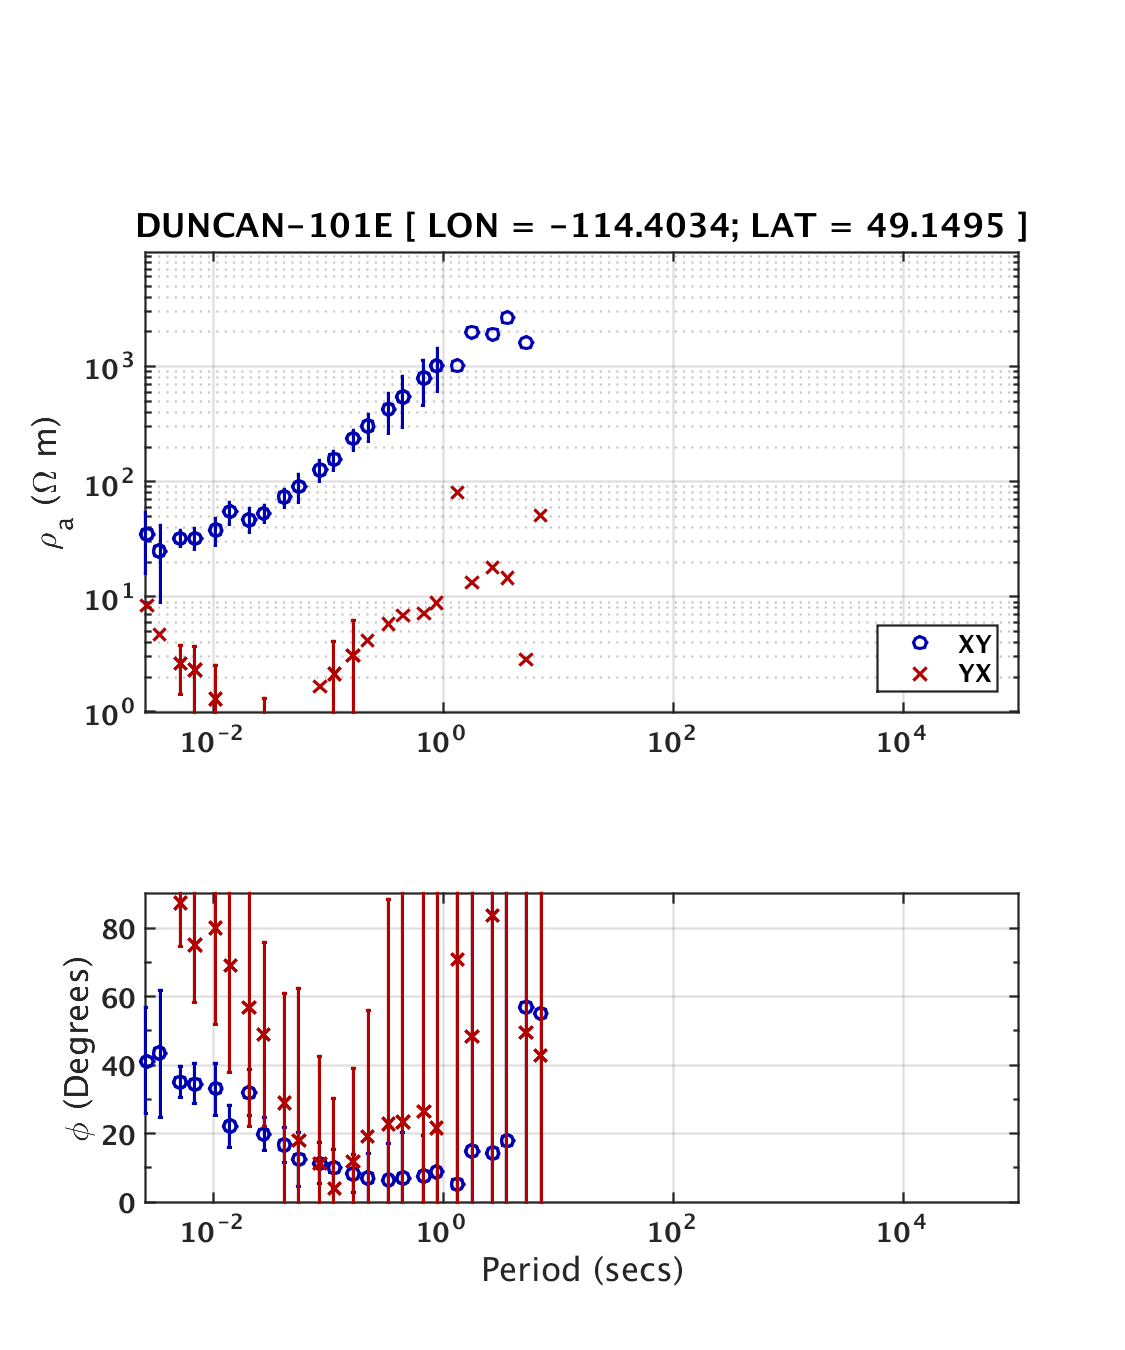 DUNCAN-101E [ LON = -114.4034; LAT = 49.1495 ]
ρa (Ω m)
10^3
10^2
10^1
10^0
XY
YX
10^-2 10^0 10^2 10^4
ϕ (Degrees)
80
60
40
20
0
10^-2 10^0 10^2 10^4
Period (secs)